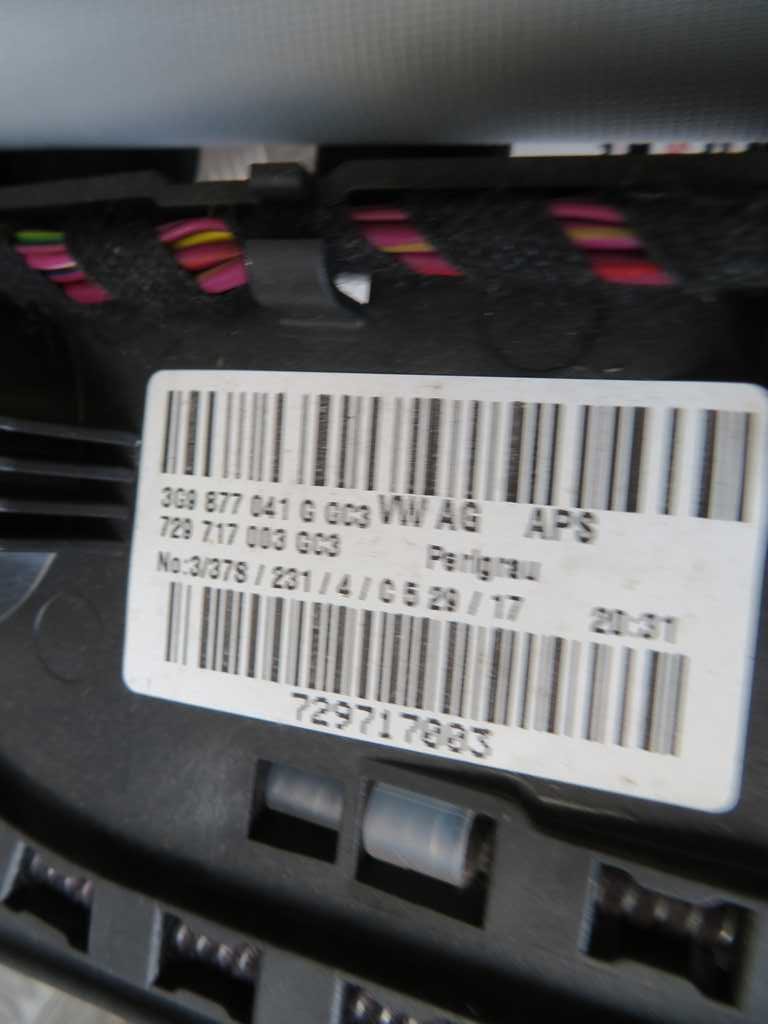 3G9 877 041 G GC3 VW AG APS
729 717 003 GC3 Perlgrau
No:3/378 / 231 / 4 / C 5 29 / 17 20:31
729717003